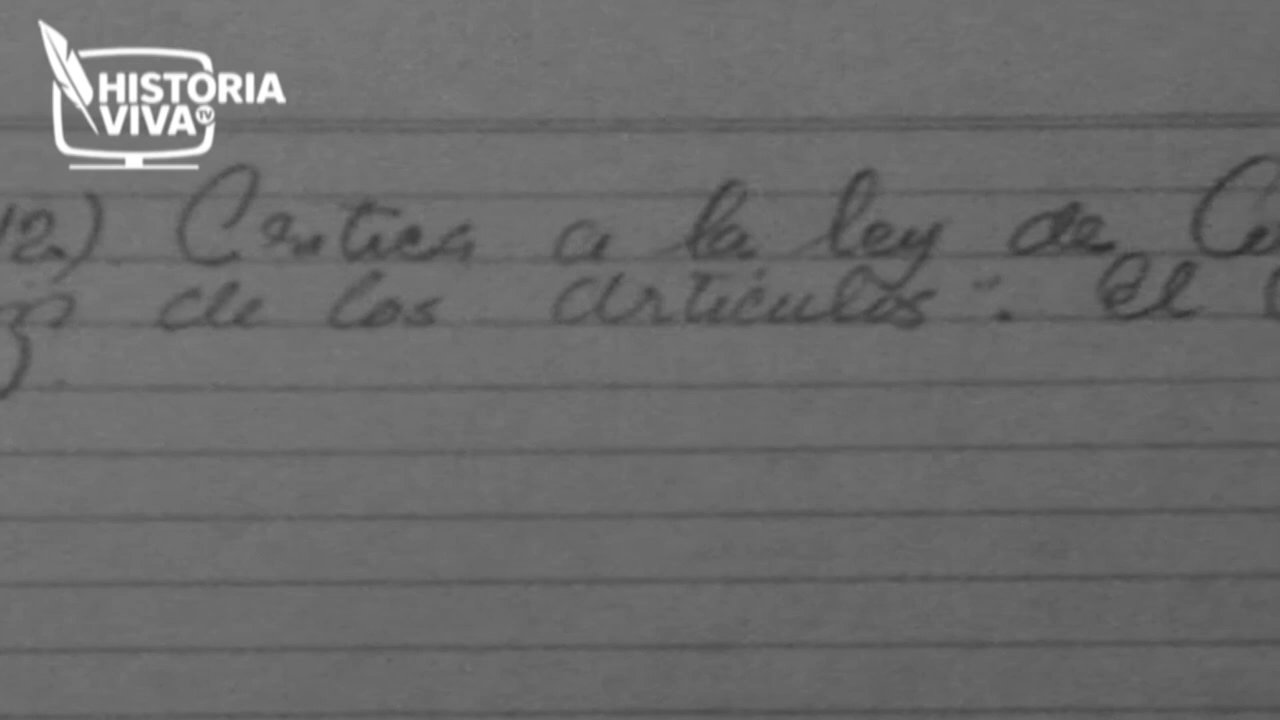 HISTORIA
VIVA TV
12.) Crítica a la ley de
de los artículos". El